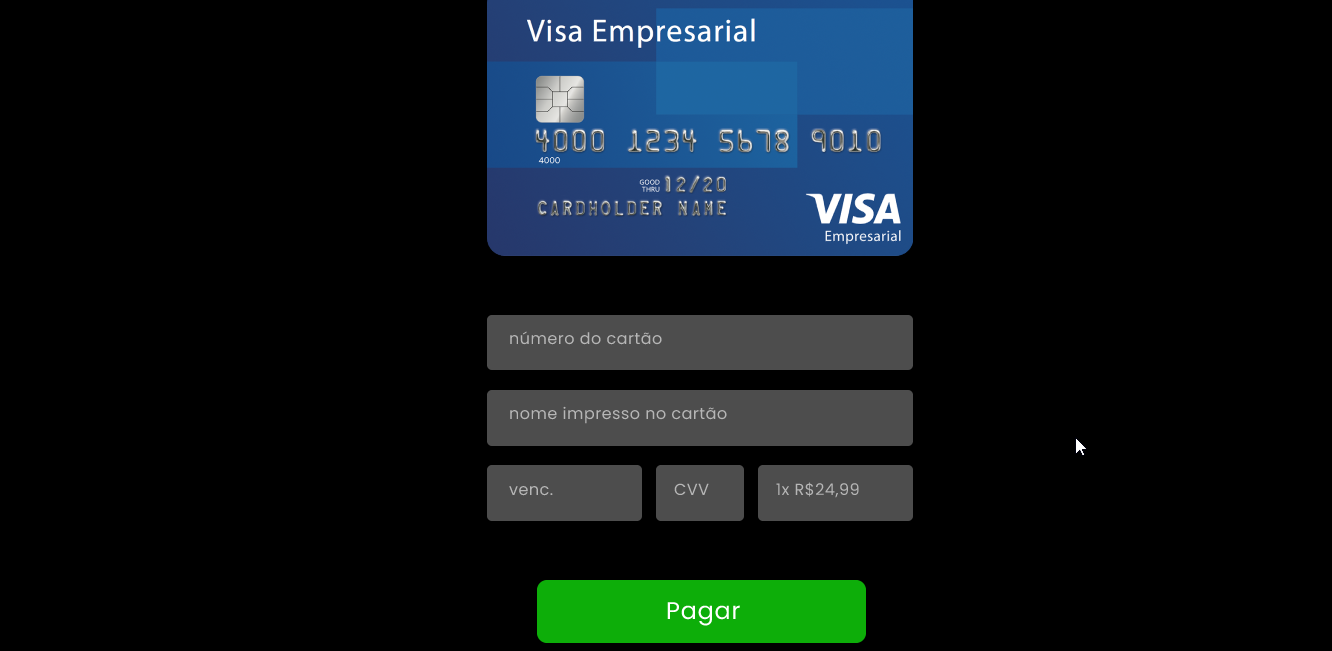 Visa Empresarial
4000 1234 5678 9010
4000
GOOD THRU 12/20
CARDHOLDER NAME
VISA
Empresarial
número do cartão
nome impresso no cartão
venc. CVV 1x R$24,99
Pagar